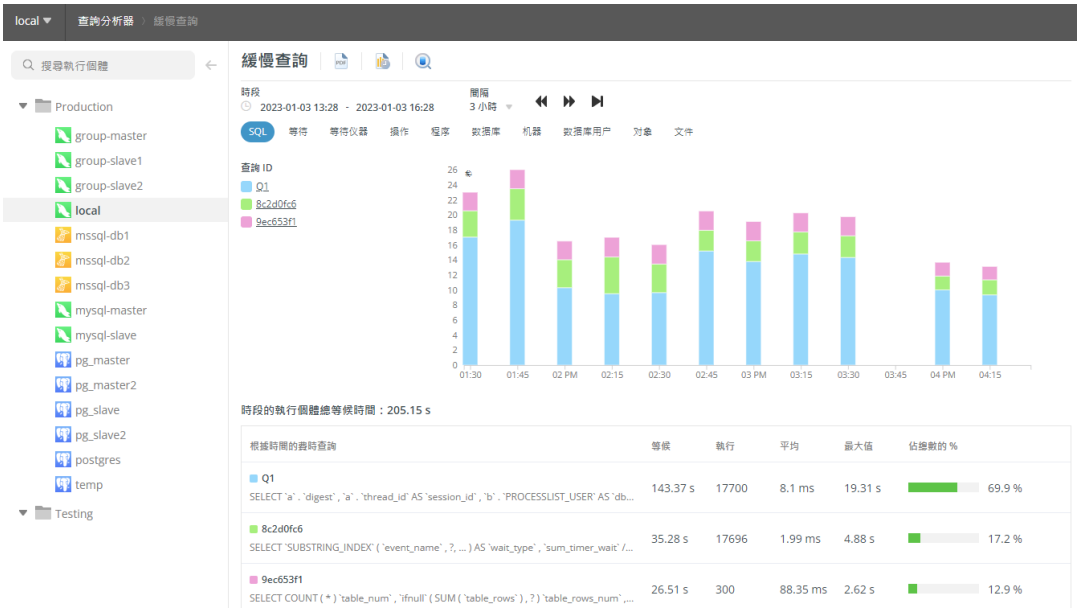 local ▼ 查詢分析器 〉 緩慢查詢
搜尋執行個體
Production
group-master
group-slave1
group-slave2
local
mssql-db1
mssql-db2
mssql-db3
mysql-master
mysql-slave
pg_master
pg_master2
pg_slave
pg_slave2
postgres
temp
Testing
緩慢查詢
時段
2023-01-03 13:28 - 2023-01-03 16:28
間隔
3 小時
SQL 等待 等待仪器 操作 程序 数据库 机器 数据库用户 对象 文件
查詢 ID
Q1
8c2d0fc6
9ec653f1
26
24
22
20
18
16
14
12
10
8
6
4
2
0
01:30 01:45 02 PM 02:15 02:30 02:45 03 PM 03:15 03:30 03:45 04 PM 04:15
時段的執行個體總等候時間：205.15 s
根據時間的費時查詢 等候 執行 平均 最大值 佔總數的 %
Q1
SELECT `a` . `digest` , `a` . `thread_id` AS `session_id` , `b` . `PROCESSLIST_USER` AS `db...
143.37 s 17700 8.1 ms 19.31 s 69.9 %
8c2d0fc6
SELECT `SUBSTRING_INDEX` ( `event_name` , ?, ... ) AS `wait_type` , `sum_timer_wait` /...
35.28 s 17696 1.99 ms 4.88 s 17.2 %
9ec653f1
SELECT COUNT ( * ) `table_num` , `ifnull` ( SUM ( `table_rows` ) , ? ) `table_rows_num` ,...
26.51 s 300 88.35 ms 2.62 s 12.9 %